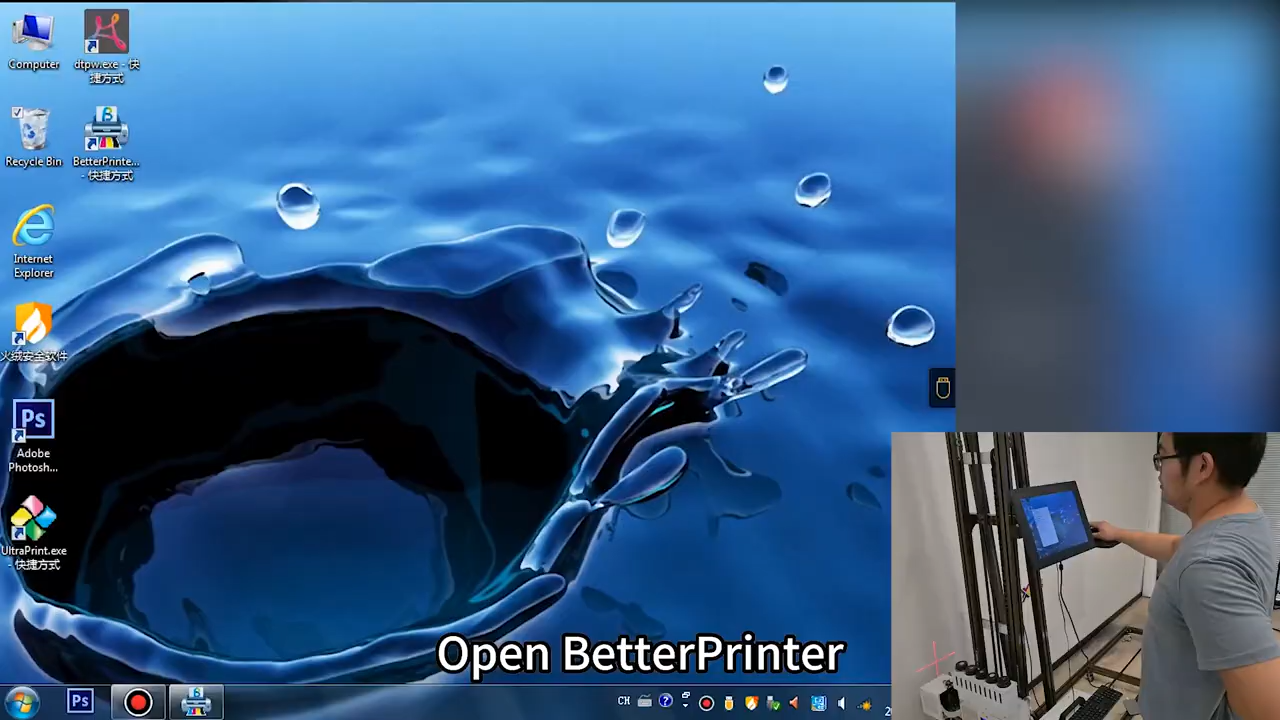 Computer
dtpw.exe - 快
捷方式
Recycle Bin
BetterPrinte...
- 快捷方式
Internet
Explorer
火绒安全软件
Ps
Adobe
Photosh...
UltraPrint.exe
- 快捷方式
Open BetterPrinter
Ps
CH
2